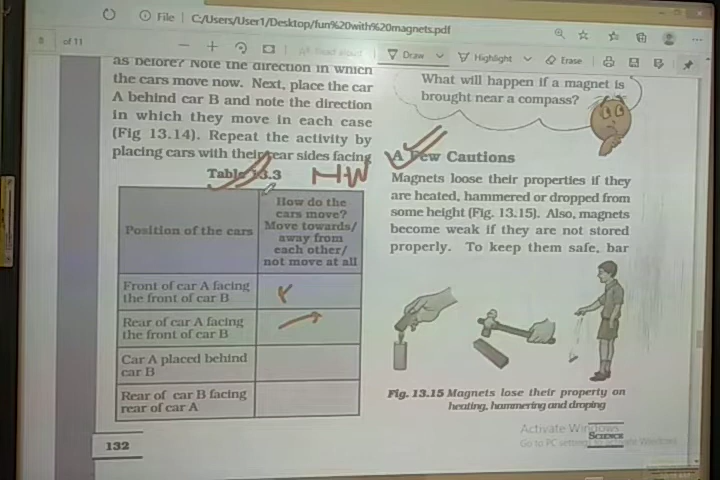 File | C:/Users/User1/Desktop/fun%20with%20magnets.pdf
8 of 11
Read aloud
Draw
Highlight
Erase
as before? Note the direction in which
the cars move now. Next, place the car
A behind car B and note the direction
in which they move in each case
(Fig 13.14). Repeat the activity by
placing cars with their rear sides facing
Table 13.3
HW
Position of the cars
How do the
cars move?
Move towards/
away from
each other/
not move at all
Front of car A facing
the front of car B
Rear of car A facing
the front of car B
Car A placed behind
car B
Rear of car B facing
rear of car A
132
What will happen if a magnet is
brought near a compass?
A Few Cautions
Magnets loose their properties if they
are heated, hammered or dropped from
some height (Fig. 13.15). Also, magnets
become weak if they are not stored
properly. To keep them safe, bar
Fig. 13.15 Magnets lose their property on
heating, hammering and droping
Activate Windows
Go to PC settings to activate Windows.
SCIENCE